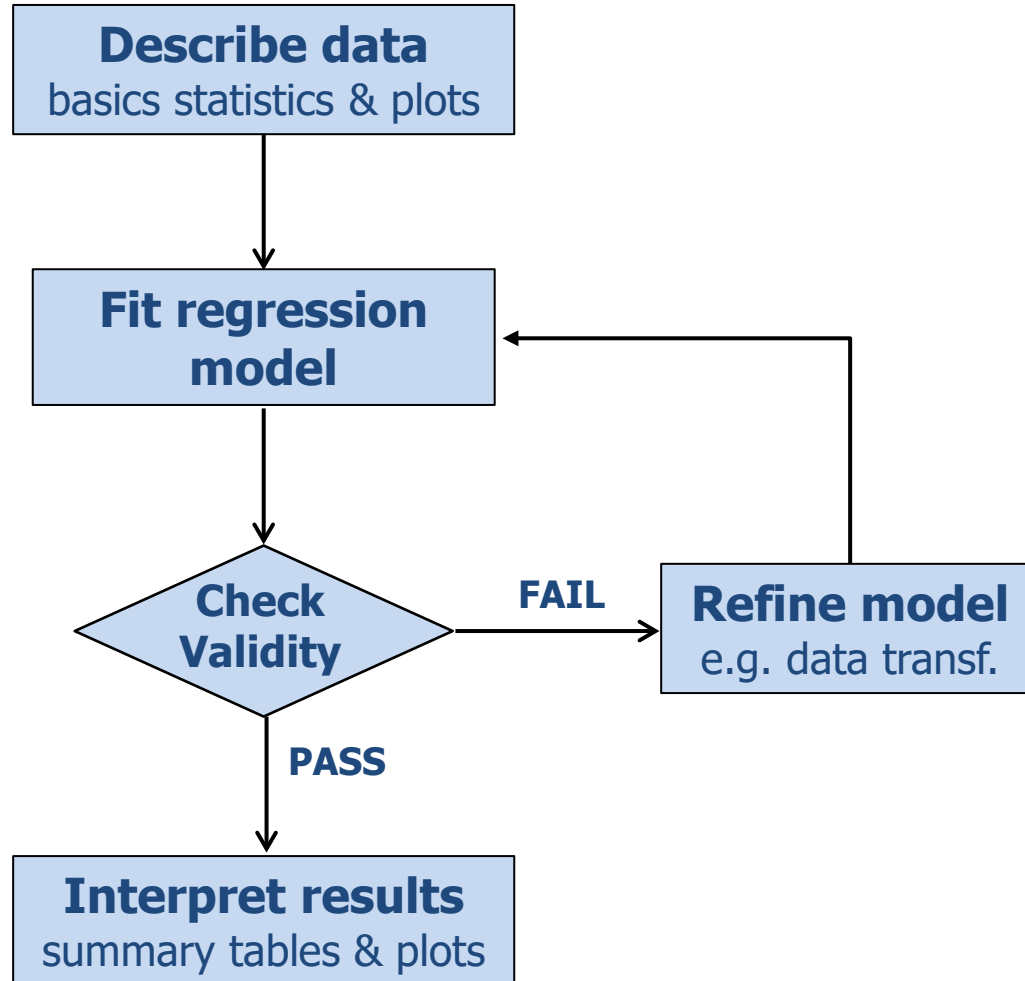 Describe data
basics statistics & plots
Fit regression
model
Check
Validity
FAIL
Refine model
e.g. data transf.
PASS
Interpret results
summary tables & plots